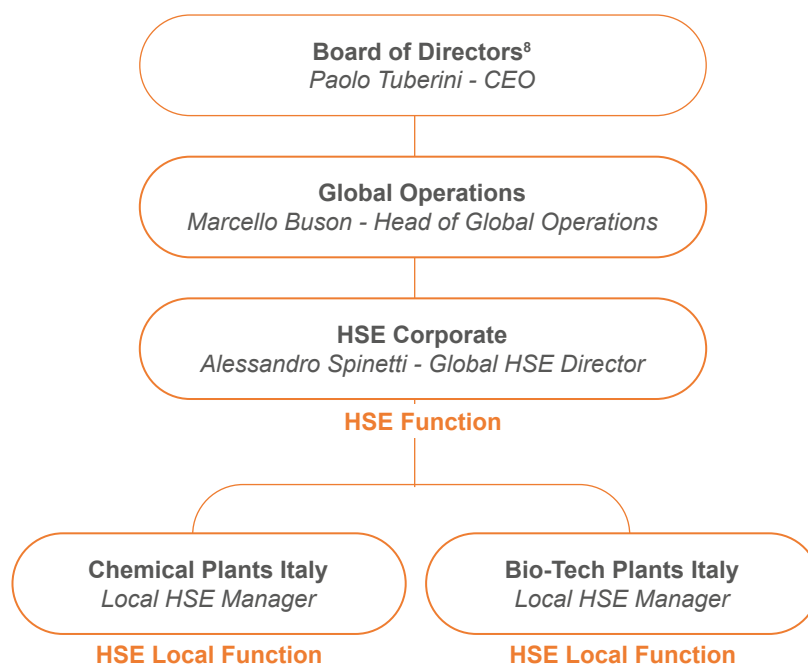 Board of Directors⁸
Paolo Tuberini - CEO
Global Operations
Marcello Buson - Head of Global Operations
HSE Corporate
Alessandro Spinetti - Global HSE Director
HSE Function
Chemical Plants Italy
Local HSE Manager
HSE Local Function
Bio-Tech Plants Italy
Local HSE Manager
HSE Local Function